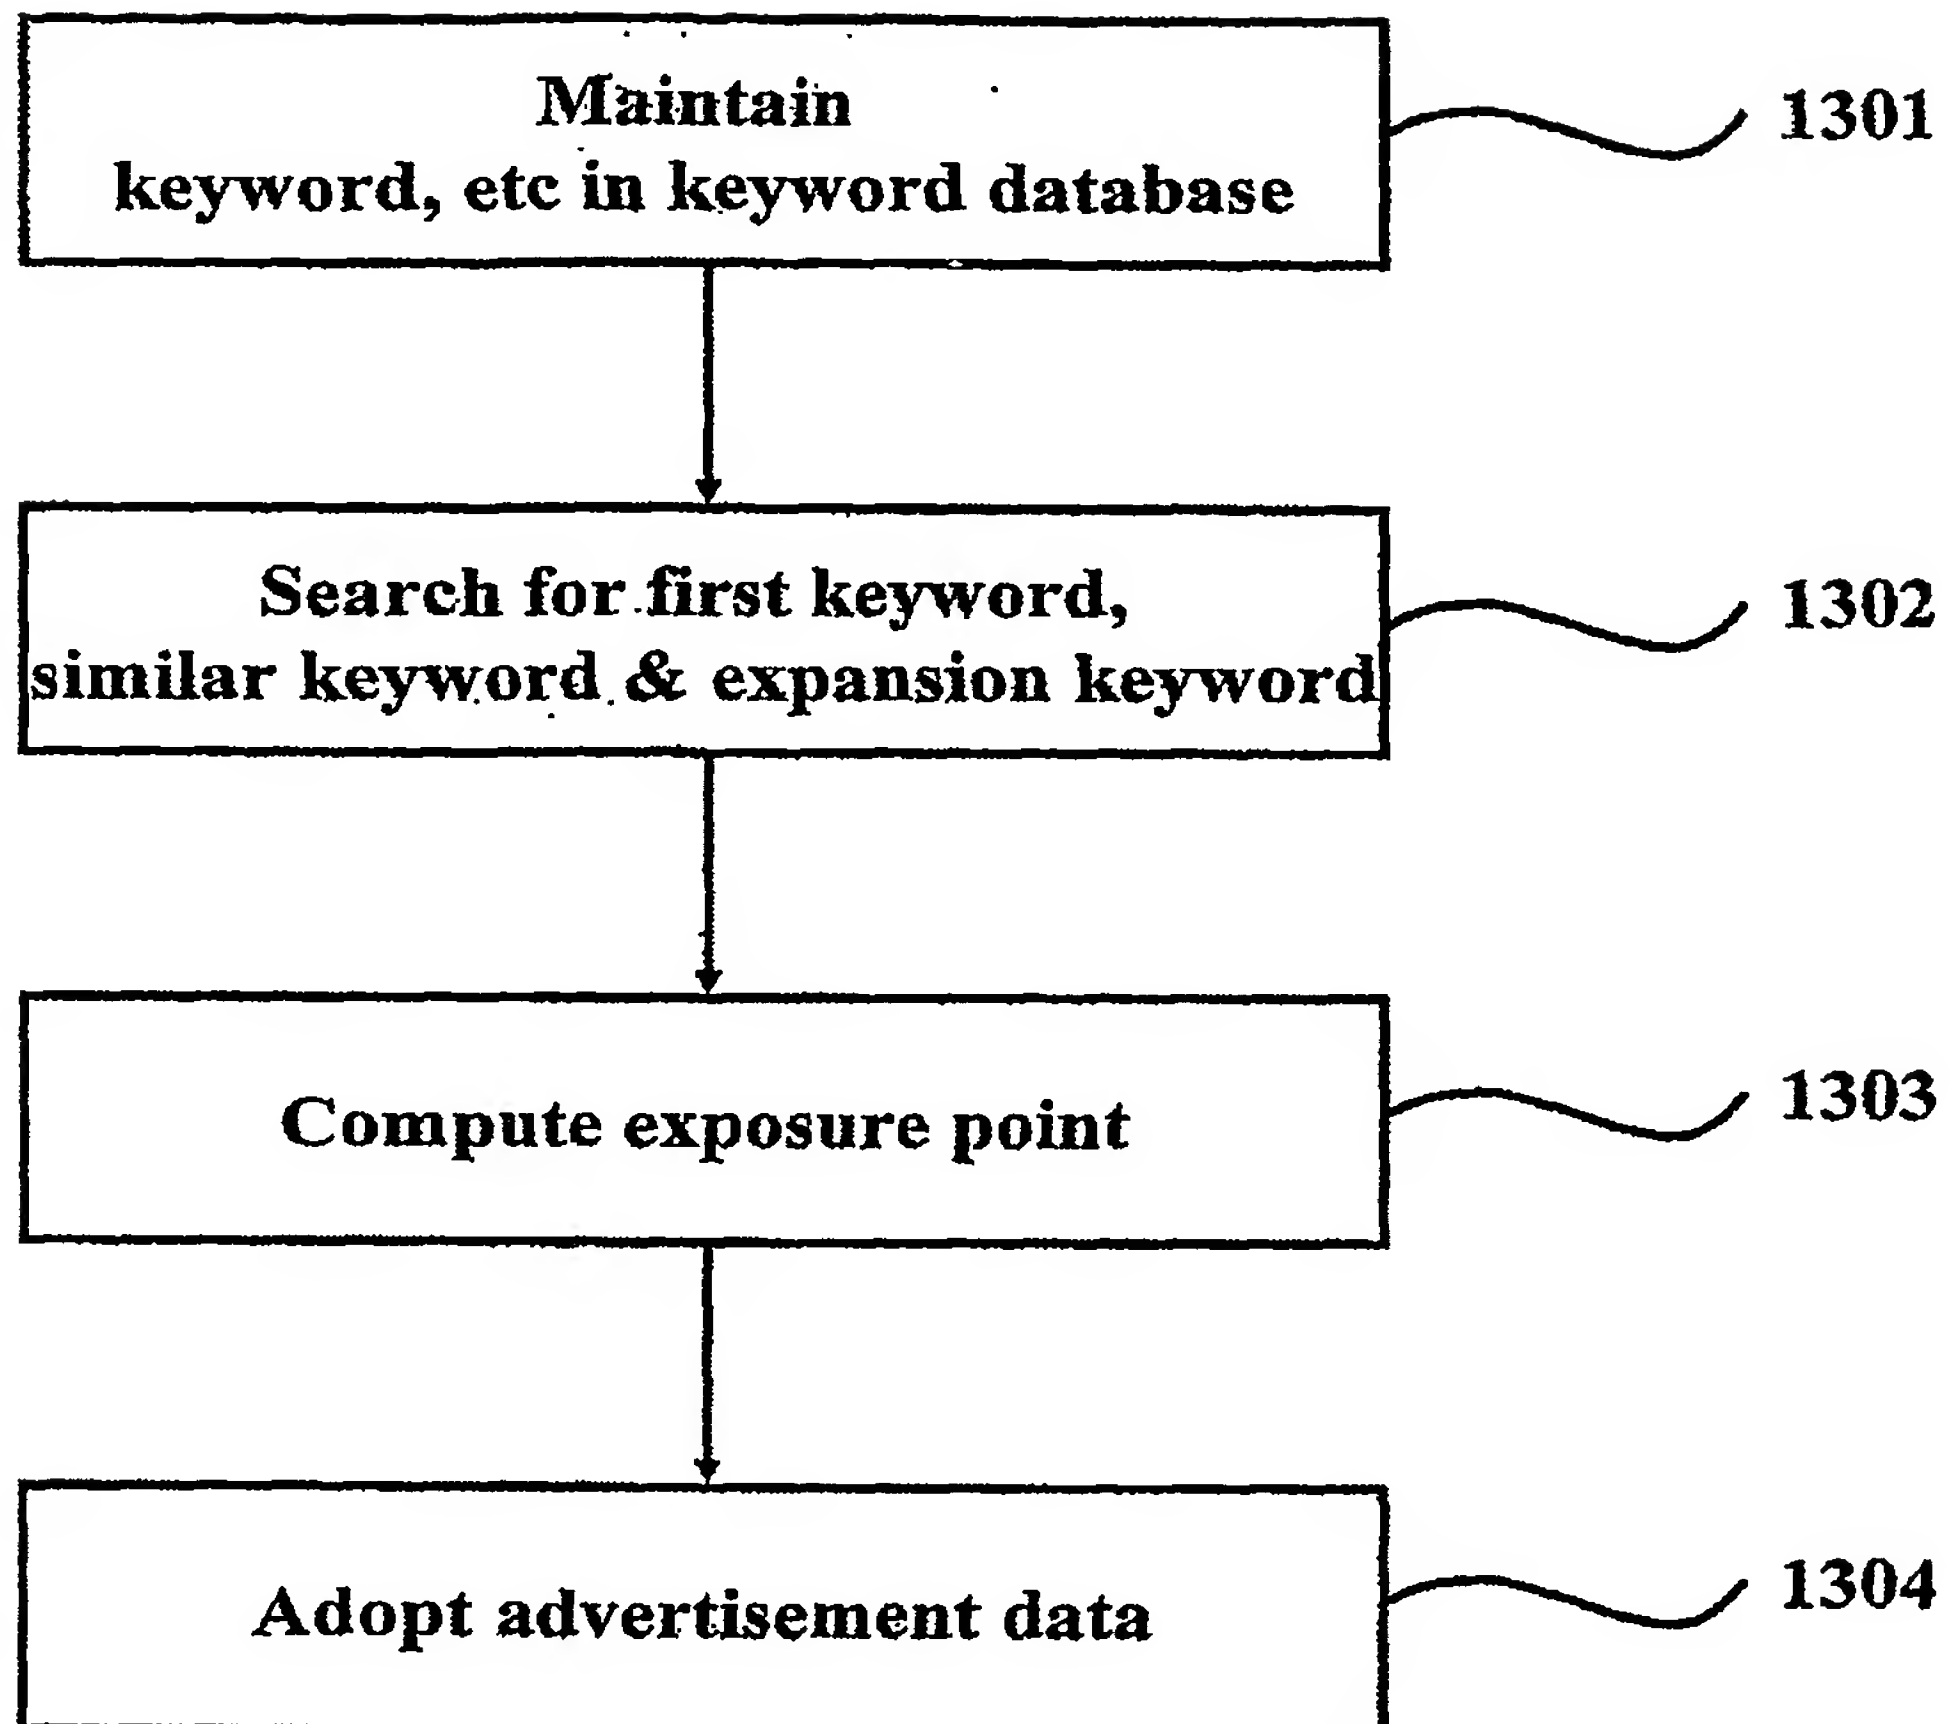 Maintain
keyword, etc in keyword database
1301
Search for first keyword,
similar keyword & expansion keyword
1302
Compute exposure point
1303
Adopt advertisement data
1304